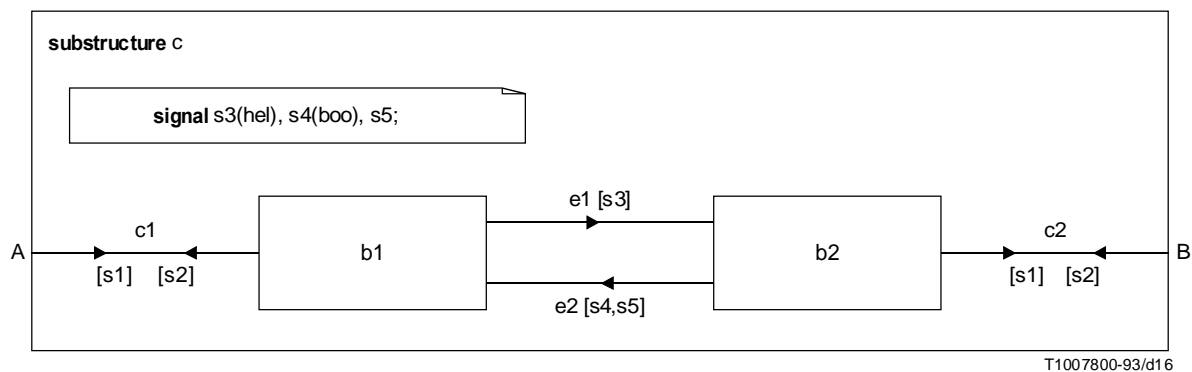 substructure c
signal s3(hel), s4(boo), s5;
e1 [s3]
A
c1
b1
b2
c2
B
[s1] [s2]
[s1] [s2]
e2 [s4,s5]
T1007800-93/d16